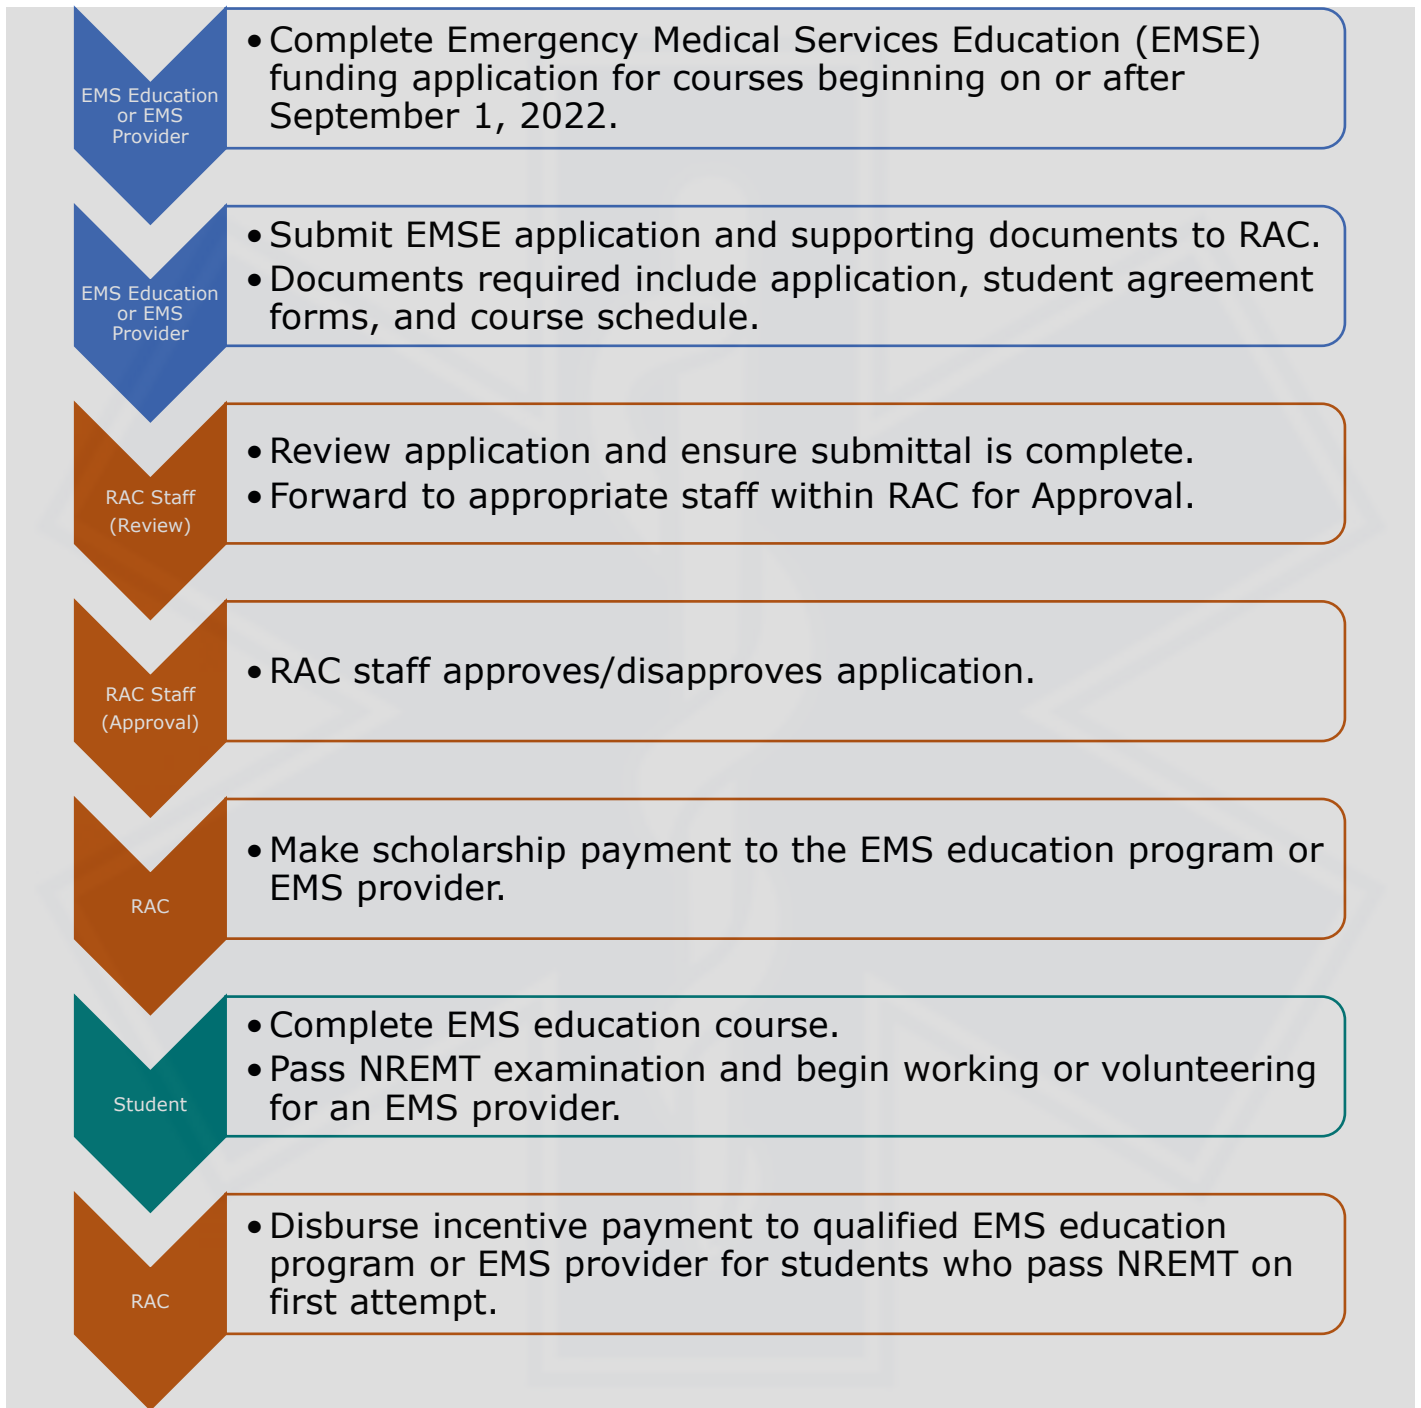 EMS Education
or EMS
Provider
• Complete Emergency Medical Services Education (EMSE)
funding application for courses beginning on or after
September 1, 2022.
EMS Education
or EMS
Provider
• Submit EMSE application and supporting documents to RAC.
• Documents required include application, student agreement
forms, and course schedule.
RAC Staff
(Review)
• Review application and ensure submittal is complete.
• Forward to appropriate staff within RAC for Approval.
RAC Staff
(Approval)
• RAC staff approves/disapproves application.
RAC
• Make scholarship payment to the EMS education program or
EMS provider.
Student
• Complete EMS education course.
• Pass NREMT examination and begin working or volunteering
for an EMS provider.
RAC
• Disburse incentive payment to qualified EMS education
program or EMS provider for students who pass NREMT on
first attempt.